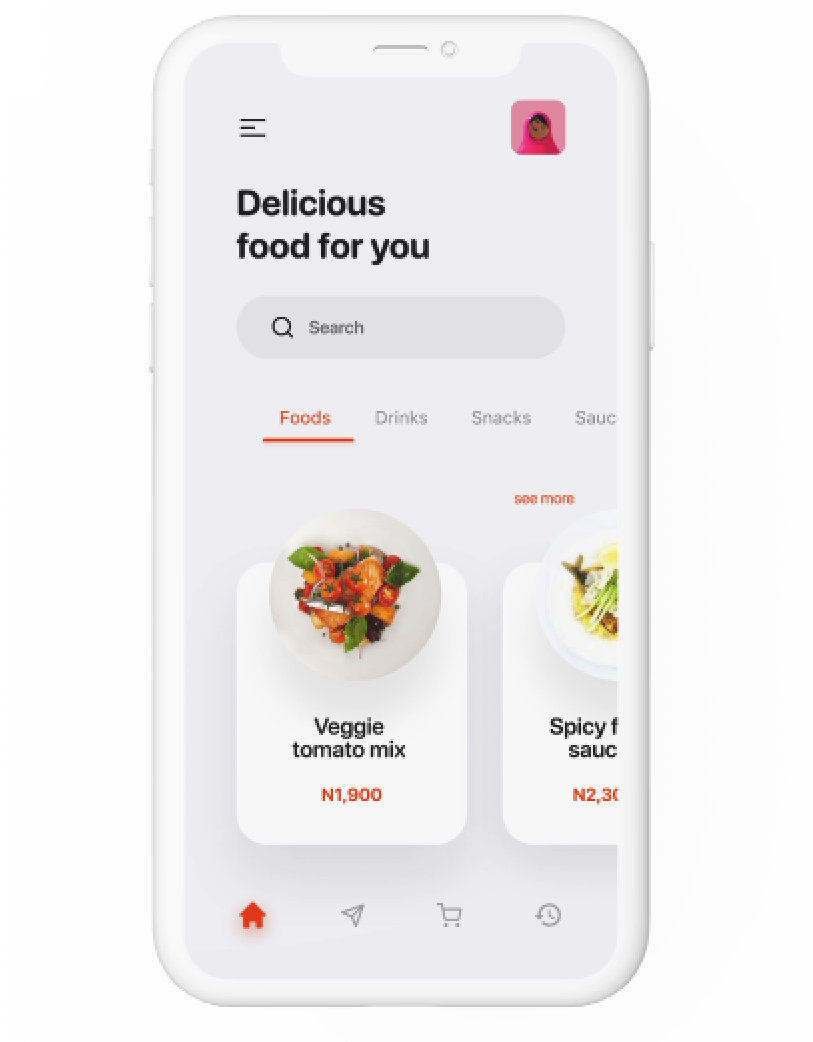 Delicious
food for you
Search
Foods Drinks Snacks Sauc
see more
Veggie
tomato mix
N1,900
Spicy f
sauc
N2,30